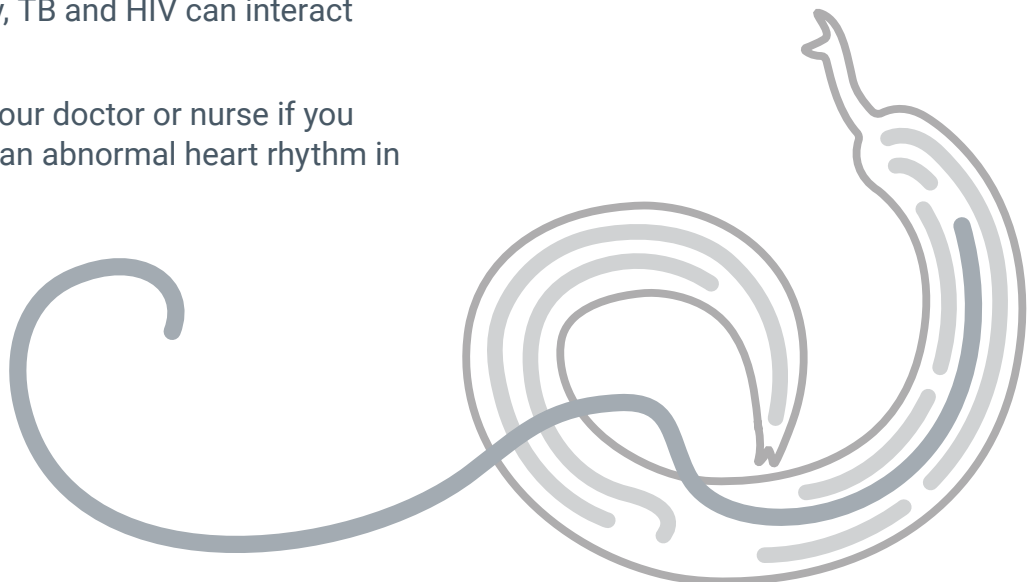 , TB and HIV can interact
our doctor or nurse if you
an abnormal heart rhythm in